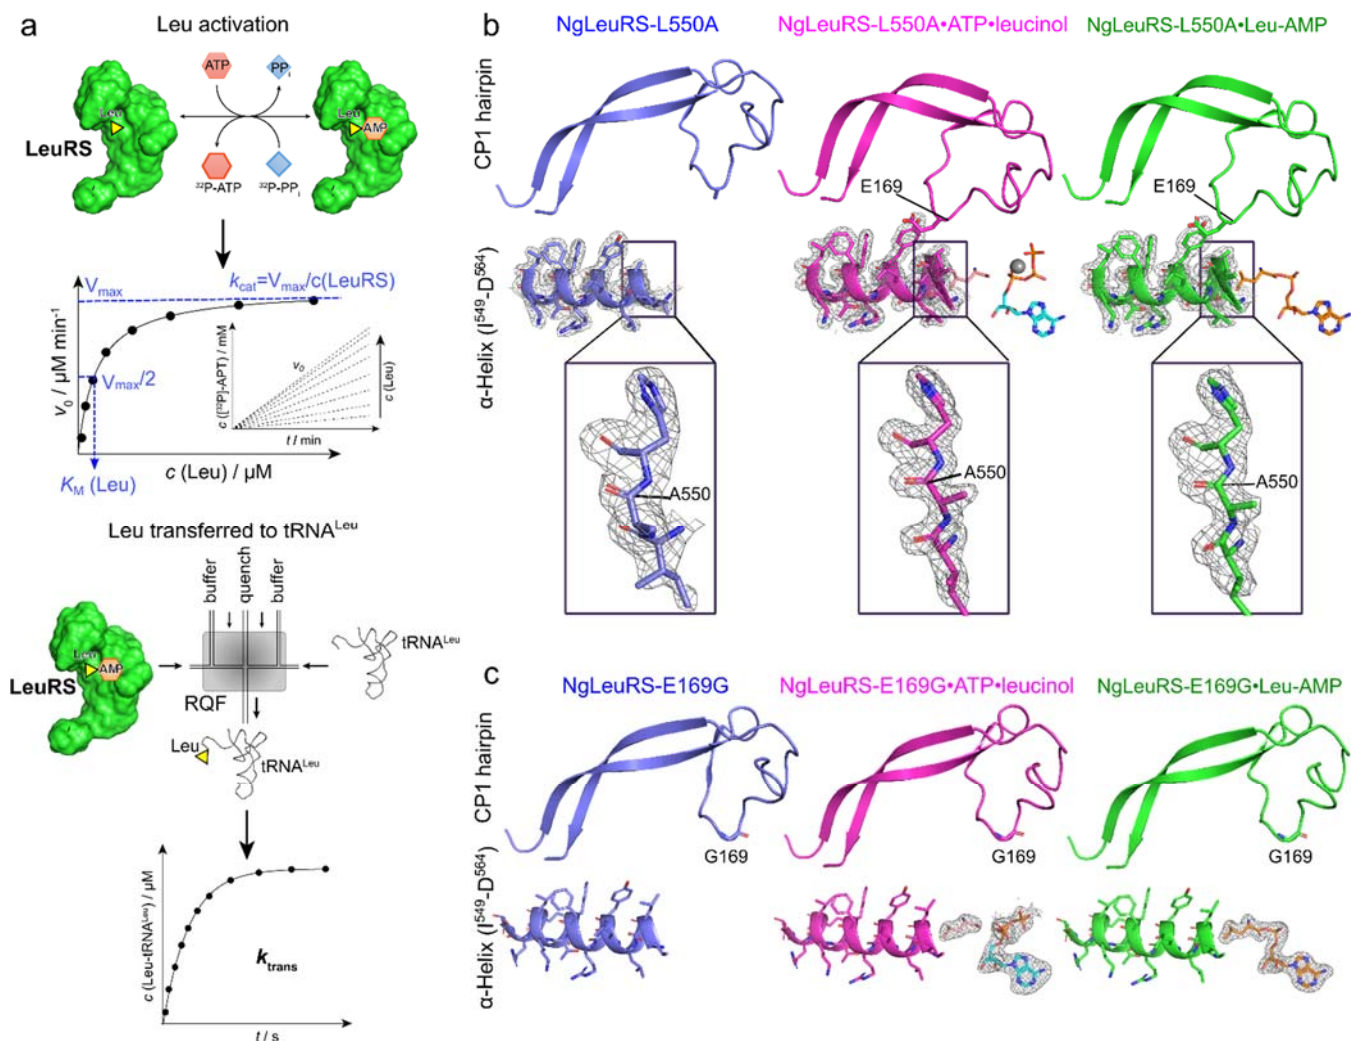 a
Leu activation
ATP
PPi
Leu
Leu
AMP
LeuRS
32P-ATP
32P-PPi
Vmax
kcat=Vmax/c(LeuRS)
v0 / µM min-1
Vmax/2
c ([32P]-APT) / mM
v0
c (Leu)
t / min
c (Leu) / µM
KM (Leu)
Leu transferred to tRNALeu
buffer
quench
buffer
Leu
AMP
LeuRS
tRNALeu
RQF
Leu
tRNALeu
c (Leu-tRNALeu) / µM
ktrans
t / s
b
NgLeuRS-L550A
NgLeuRS-L550A•ATP•leucinol
NgLeuRS-L550A•Leu-AMP
CP1 hairpin
E169
E169
α-Helix (I549-D564)
A550
A550
A550
c
NgLeuRS-E169G
NgLeuRS-E169G•ATP•leucinol
NgLeuRS-E169G•Leu-AMP
CP1 hairpin
G169
G169
G169
α-Helix (I549-D564)